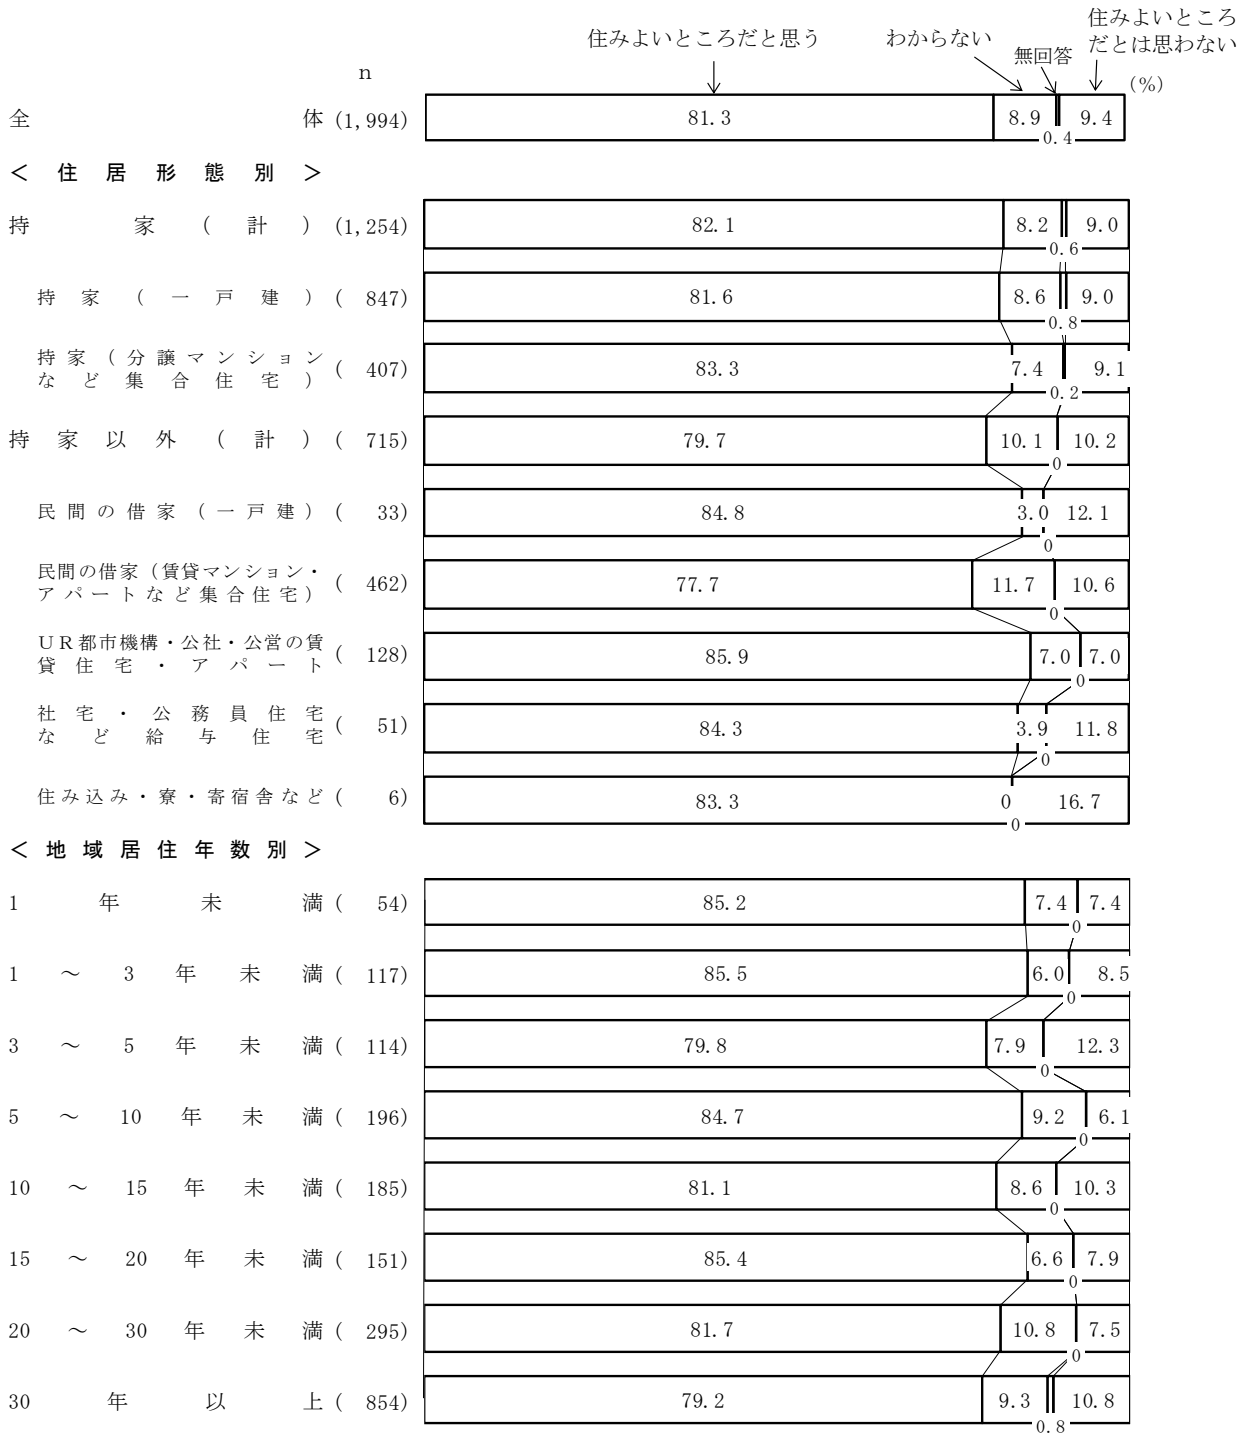 住みよいところ
住みよいところだと思う わからない だとは思わない
無回答
n (%)
全体 (1,994) 81.3 8.9 0.4 9.4
＜住居形態別＞
持家（計） (1,254) 82.1 8.2 0.6 9.0
持家（一戸建） ( 847) 81.6 8.6 0.8 9.0
持家（分譲マンション
など集合住宅） ( 407) 83.3 7.4 0.2 9.1
持家以外（計） ( 715) 79.7 10.1 0 10.2
民間の借家（一戸建） ( 33) 84.8 3.0 0 12.1
民間の借家（賃貸マンション・
アパートなど集合住宅） ( 462) 77.7 11.7 0 10.6
ＵＲ都市機構・公社・公営の賃
貸住宅・アパート ( 128) 85.9 7.0 0 7.0
社宅・公務員住宅
など給与住宅 ( 51) 84.3 3.9 0 11.8
住み込み・寮・寄宿舎など ( 6) 83.3 0 0 16.7
＜地域居住年数別＞
1年未満 ( 54) 85.2 7.4 0 7.4
1～3年未満 ( 117) 85.5 6.0 0 8.5
3～5年未満 ( 114) 79.8 7.9 0 12.3
5～10年未満 ( 196) 84.7 9.2 0 6.1
10～15年未満 ( 185) 81.1 8.6 0 10.3
15～20年未満 ( 151) 85.4 6.6 0 7.9
20～30年未満 ( 295) 81.7 10.8 0 7.5
30年以上 ( 854) 79.2 9.3 0.8 10.8